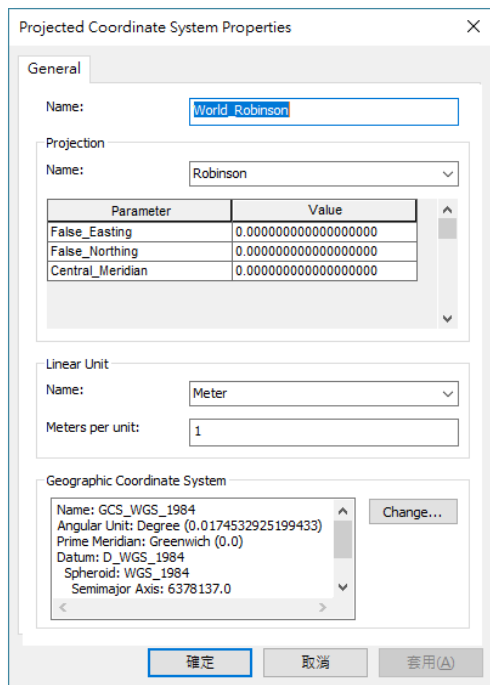 Projected Coordinate System Properties
General
Name: World_Robinson
Projection
Name: Robinson
Parameter Value
False_Easting 0.000000000000000000
False_Northing 0.000000000000000000
Central_Meridian 0.000000000000000000
Linear Unit
Name: Meter
Meters per unit: 1
Geographic Coordinate System
Name: GCS_WGS_1984
Angular Unit: Degree (0.0174532925199433)
Prime Meridian: Greenwich (0.0)
Datum: D_WGS_1984
Spheroid: WGS_1984
Semimajor Axis: 6378137.0
Change...
確定 取消 套用(A)